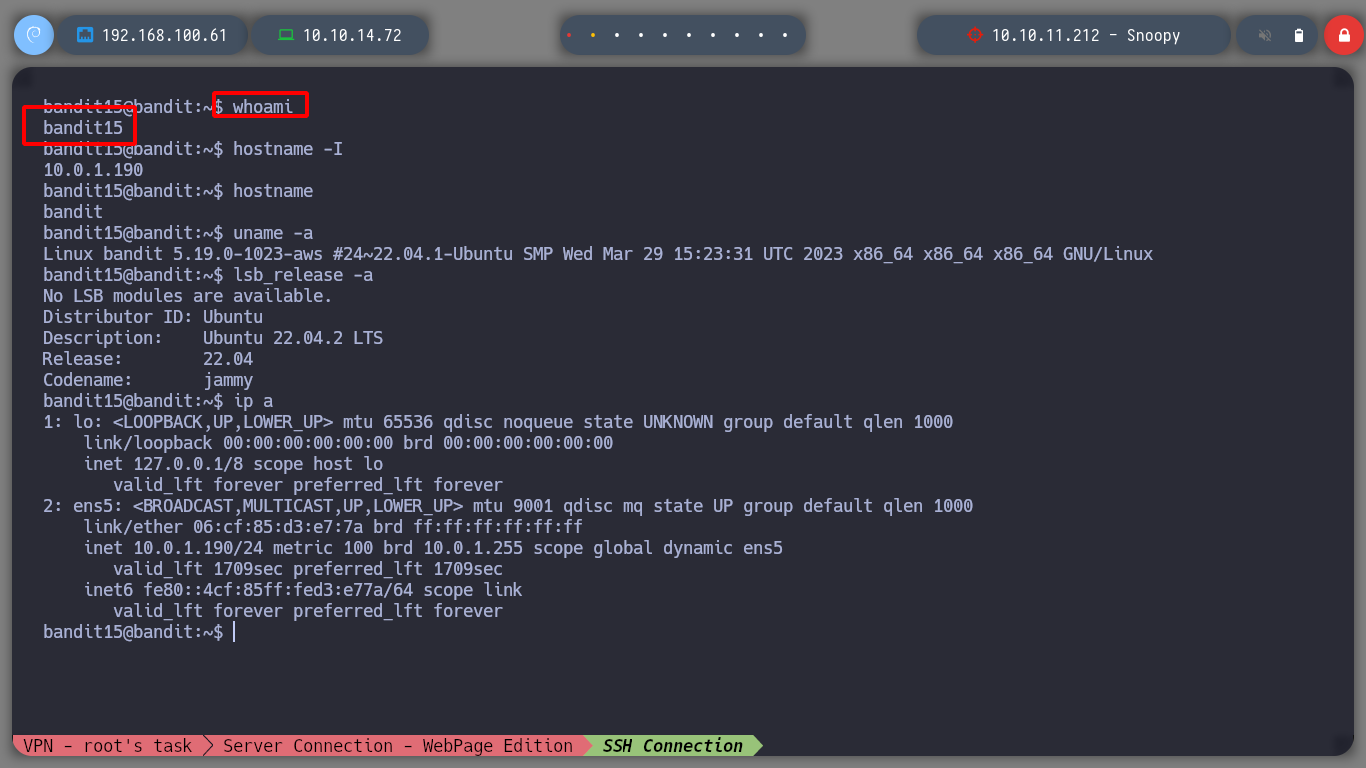 192.168.100.61
10.10.14.72
10.10.11.212 - Snoopy
bandit15@bandit:~$ whoami
bandit15
bandit15@bandit:~$ hostname -I
10.0.1.190
bandit15@bandit:~$ hostname
bandit
bandit15@bandit:~$ uname -a
Linux bandit 5.19.0-1023-aws #24~22.04.1-Ubuntu SMP Wed Mar 29 15:23:31 UTC 2023 x86_64 x86_64 x86_64 GNU/Linux
bandit15@bandit:~$ lsb_release -a
No LSB modules are available.
Distributor ID: Ubuntu
Description:    Ubuntu 22.04.2 LTS
Release:        22.04
Codename:       jammy
bandit15@bandit:~$ ip a
1: lo: <LOOPBACK,UP,LOWER_UP> mtu 65536 qdisc noqueue state UNKNOWN group default qlen 1000
    link/loopback 00:00:00:00:00:00 brd 00:00:00:00:00:00
    inet 127.0.0.1/8 scope host lo
       valid_lft forever preferred_lft forever
2: ens5: <BROADCAST,MULTICAST,UP,LOWER_UP> mtu 9001 qdisc mq state UP group default qlen 1000
    link/ether 06:cf:85:d3:e7:7a brd ff:ff:ff:ff:ff:ff
    inet 10.0.1.190/24 metric 100 brd 10.0.1.255 scope global dynamic ens5
       valid_lft 1709sec preferred_lft 1709sec
    inet6 fe80::4cf:85ff:fed3:e77a/64 scope link
       valid_lft forever preferred_lft forever
bandit15@bandit:~$
VPN - root's task
Server Connection - WebPage Edition
SSH Connection